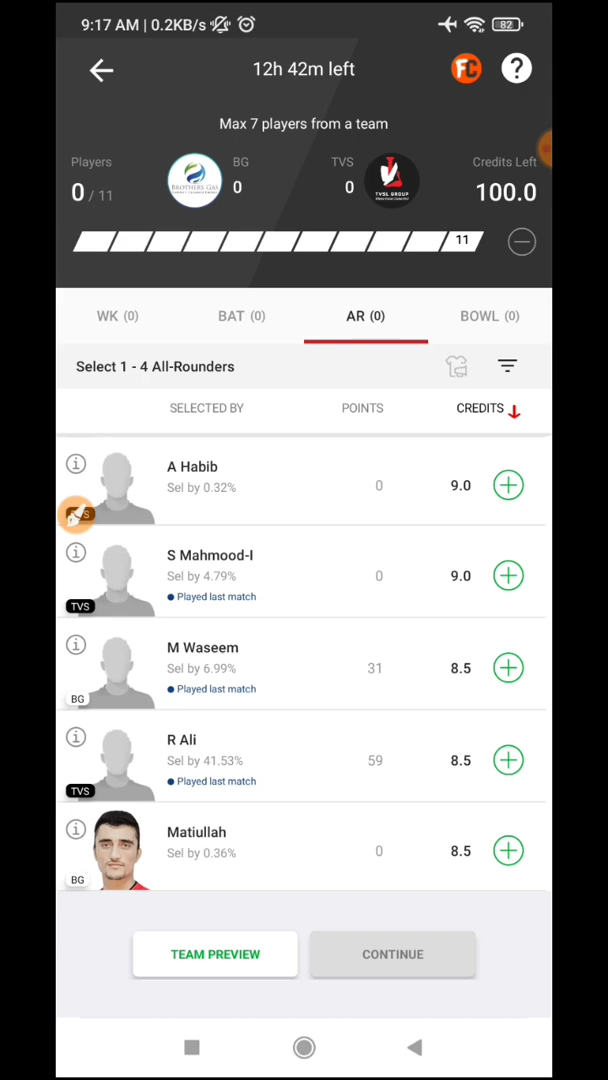 9:17 AM | 0.2KB/s
82
12h 42m left
FC
?
Max 7 players from a team
Players
BG
TVS
Credits Left
0 / 11
BROTHERS GAS
0
0
TVSL GROUP
100.0
11
WK (0)
BAT (0)
AR (0)
BOWL (0)
Select 1 - 4 All-Rounders
SELECTED BY
POINTS
CREDITS
A Habib
Sel by 0.32%
0
9.0
S Mahmood-I
Sel by 4.79%
0
9.0
Played last match
TVS
M Waseem
Sel by 6.99%
31
8.5
Played last match
BG
R Ali
Sel by 41.53%
59
8.5
Played last match
TVS
Matiullah
Sel by 0.36%
0
8.5
BG
TEAM PREVIEW
CONTINUE